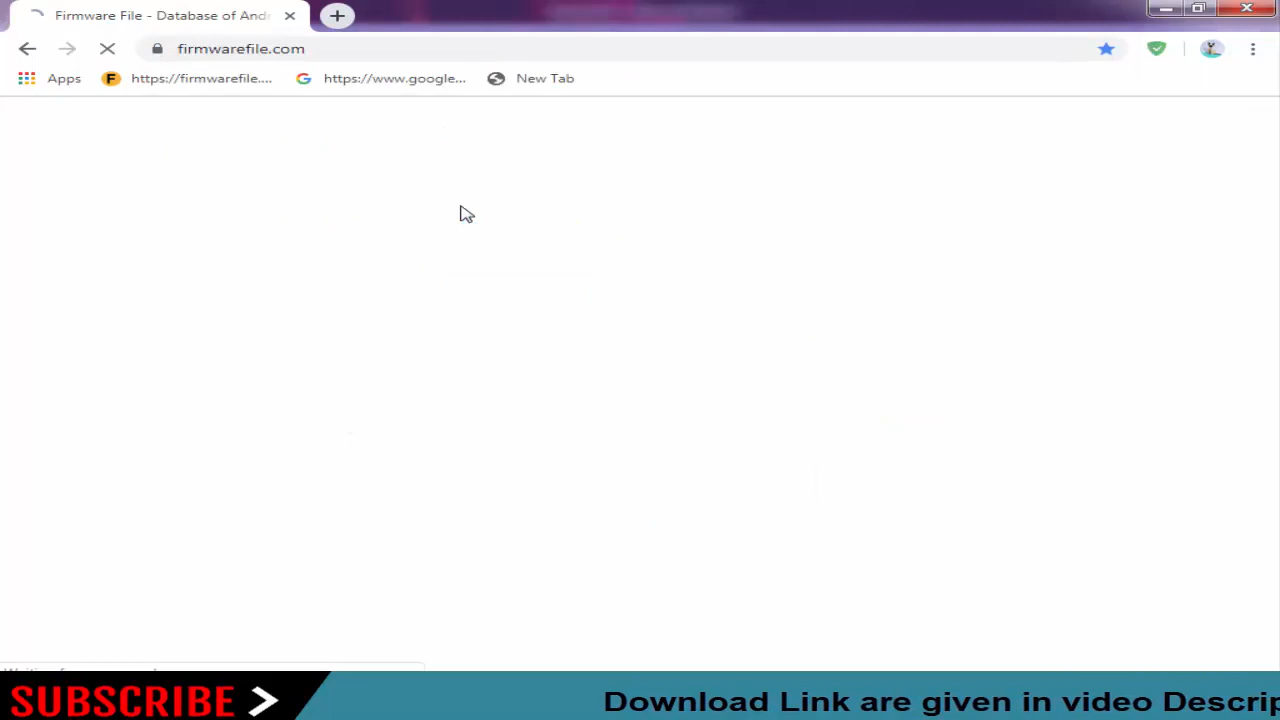 Firmware File - Database of Andr
firmwarefile.com
Apps
https://firmwarefile....
https://www.google...
New Tab
SUBSCRIBE
Download Link are given in video Descrip